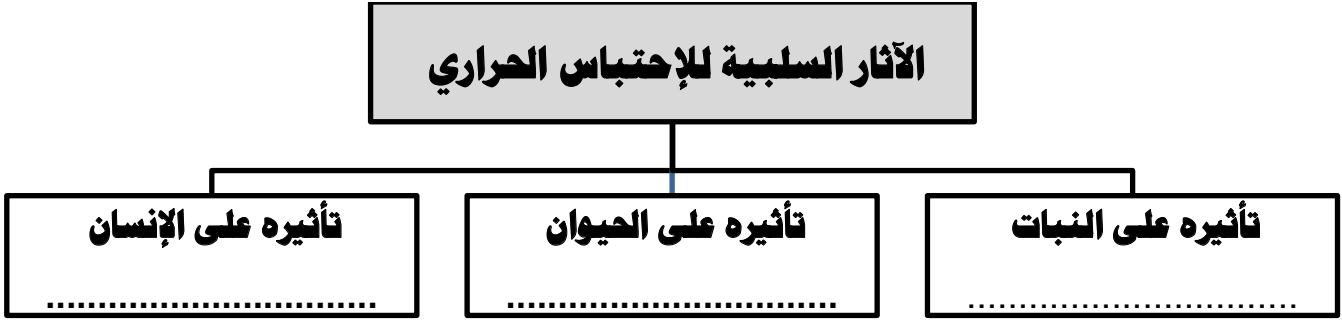 الآثار السلبية للإحتباس الحراري
تأثيره على النبات
..............................
تأثيره على الحيوان
..............................
تأثيره على الإنسان
..............................